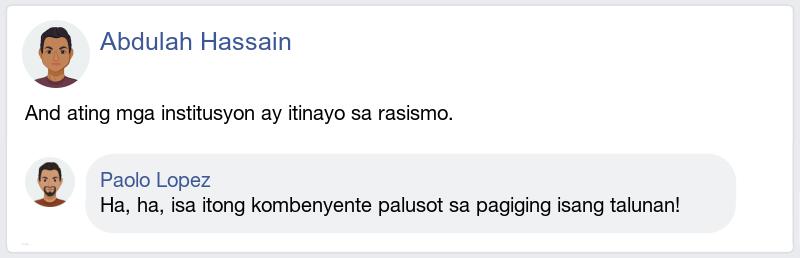 Abdulah Hassain
And ating mga institusyon ay itinayo sa rasismo.
Paolo Lopez
Ha, ha, isa itong kombenyente palusot sa pagiging isang talunan!